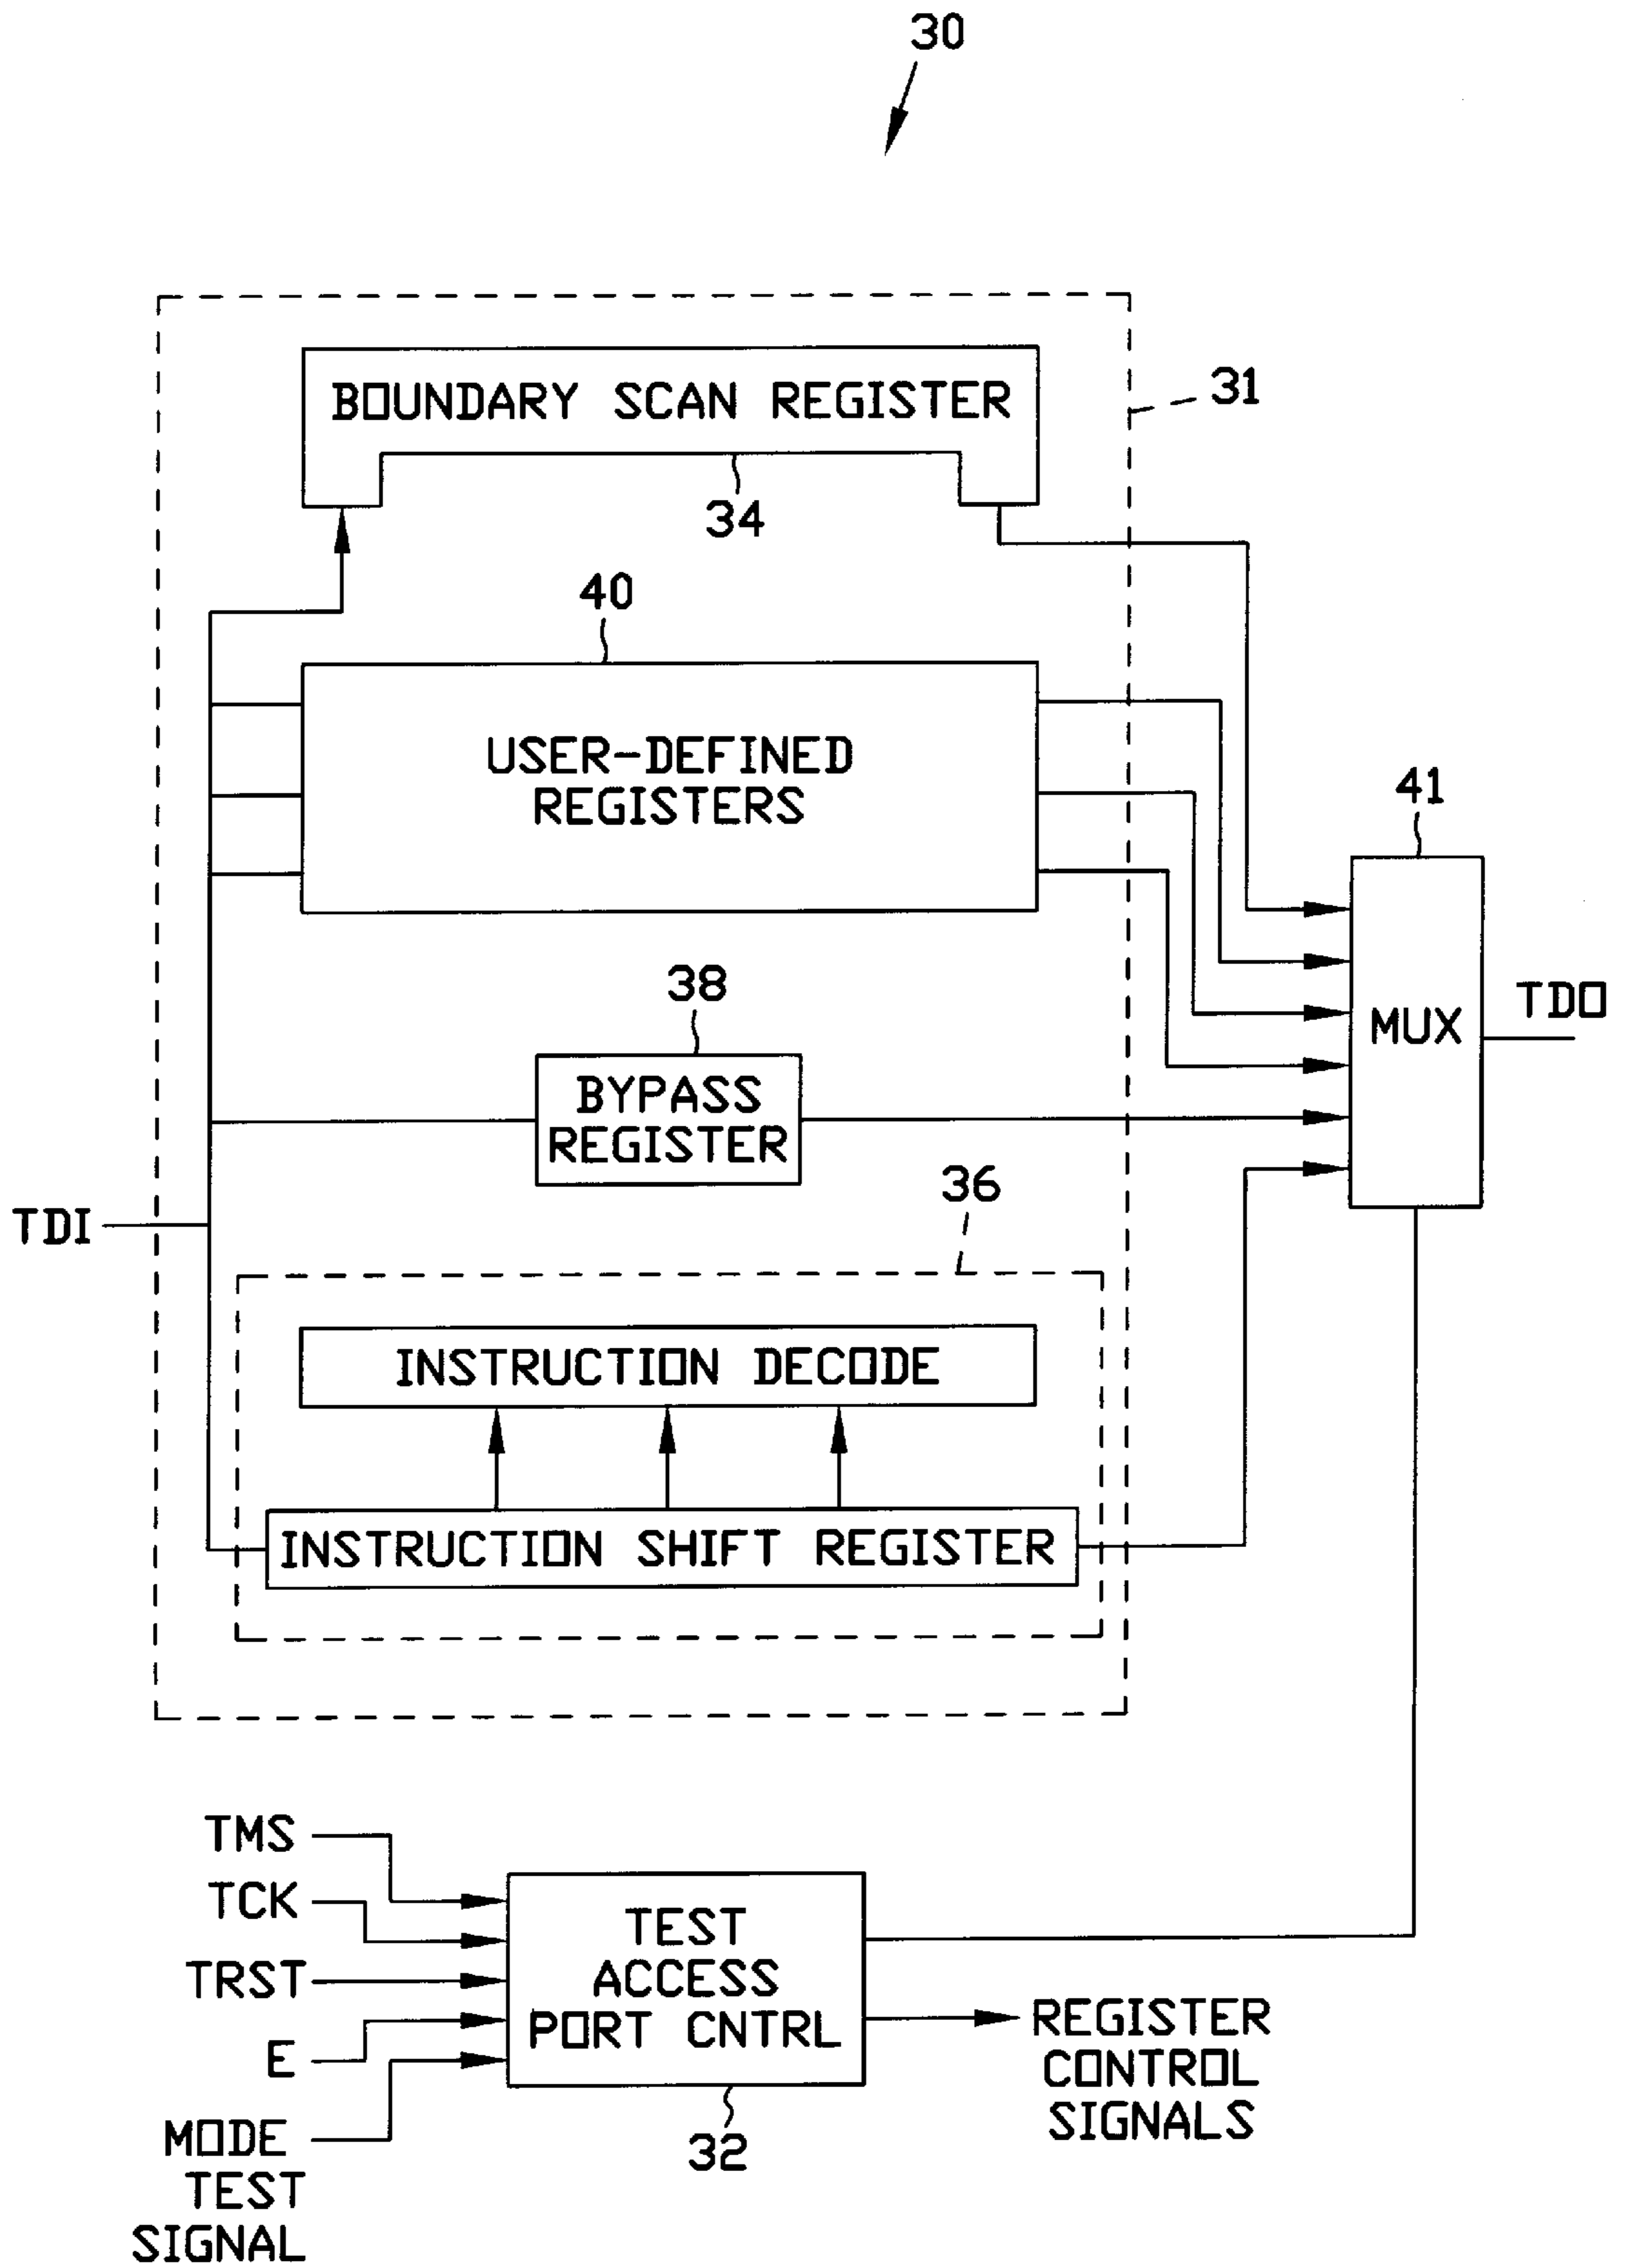 30
BOUNDARY SCAN REGISTER
31
34
40
USER-DEFINED
REGISTERS
41
38
MUX
TDO
BYPASS
REGISTER
36
TDI
INSTRUCTION DECODE
INSTRUCTION SHIFT REGISTER
TMS
TCK
TRST
E
MODE
TEST
SIGNAL
TEST
ACCESS
PORT CNTRL
32
REGISTER
CONTROL
SIGNALS